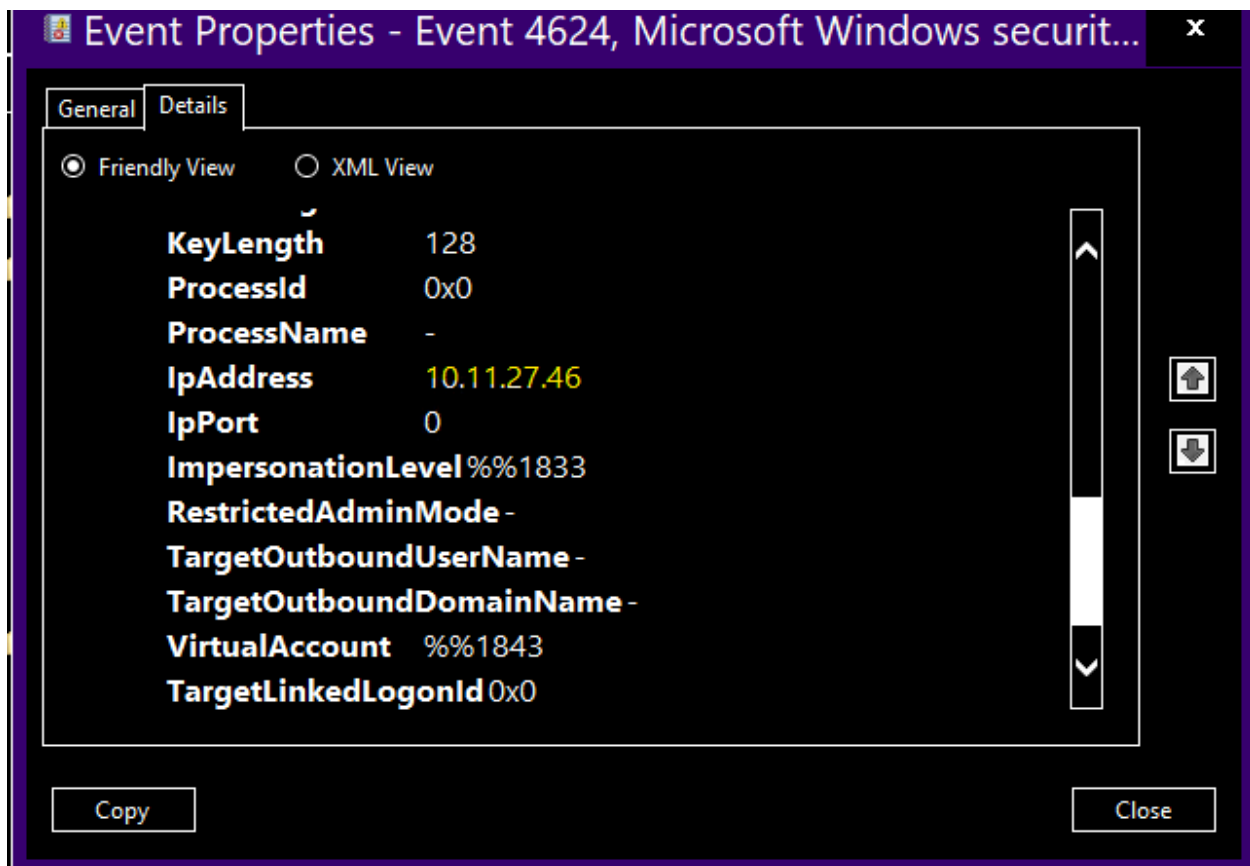 Event Properties - Event 4624, Microsoft Windows securit... x
General Details
Friendly View XML View
KeyLength 128
ProcessId 0x0
ProcessName -
IpAddress 10.11.27.46
IpPort 0
ImpersonationLevel %%1833
RestrictedAdminMode -
TargetOutboundUserName -
TargetOutboundDomainName -
VirtualAccount %%1843
TargetLinkedLogonId 0x0
Copy Close